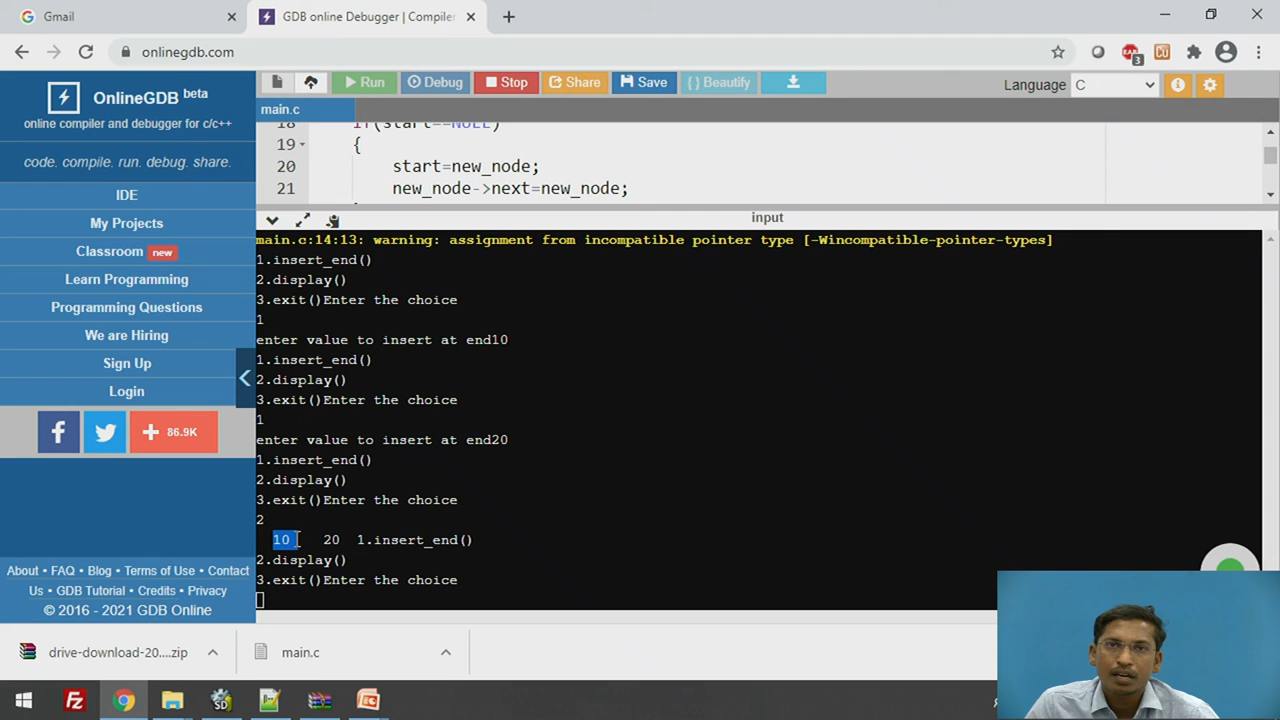 Gmail
GDB online Debugger | Compiler
onlinegdb.com
3
OnlineGDB beta
online compiler and debugger for c/c++
code. compile. run. debug. share.
IDE
My Projects
Classroom new
Learn Programming
Programming Questions
We are Hiring
Sign Up
Login
86.9K
About • FAQ • Blog • Terms of Use • Contact
Us • GDB Tutorial • Credits • Privacy
© 2016 - 2021 GDB Online
Run Debug Stop Share Save { } Beautify
Language C
main.c
18 if(start==NULL)
19 {
20 start=new_node;
21 new_node->next=new_node;
input
main.c:14:13: warning: assignment from incompatible pointer type [-Wincompatible-pointer-types]
1.insert_end()
2.display()
3.exit()Enter the choice
1
enter value to insert at end10
1.insert_end()
2.display()
3.exit()Enter the choice
1
enter value to insert at end20
1.insert_end()
2.display()
3.exit()Enter the choice
2
10 20 1.insert_end()
2.display()
3.exit()Enter the choice
drive-download-20....zip
main.c